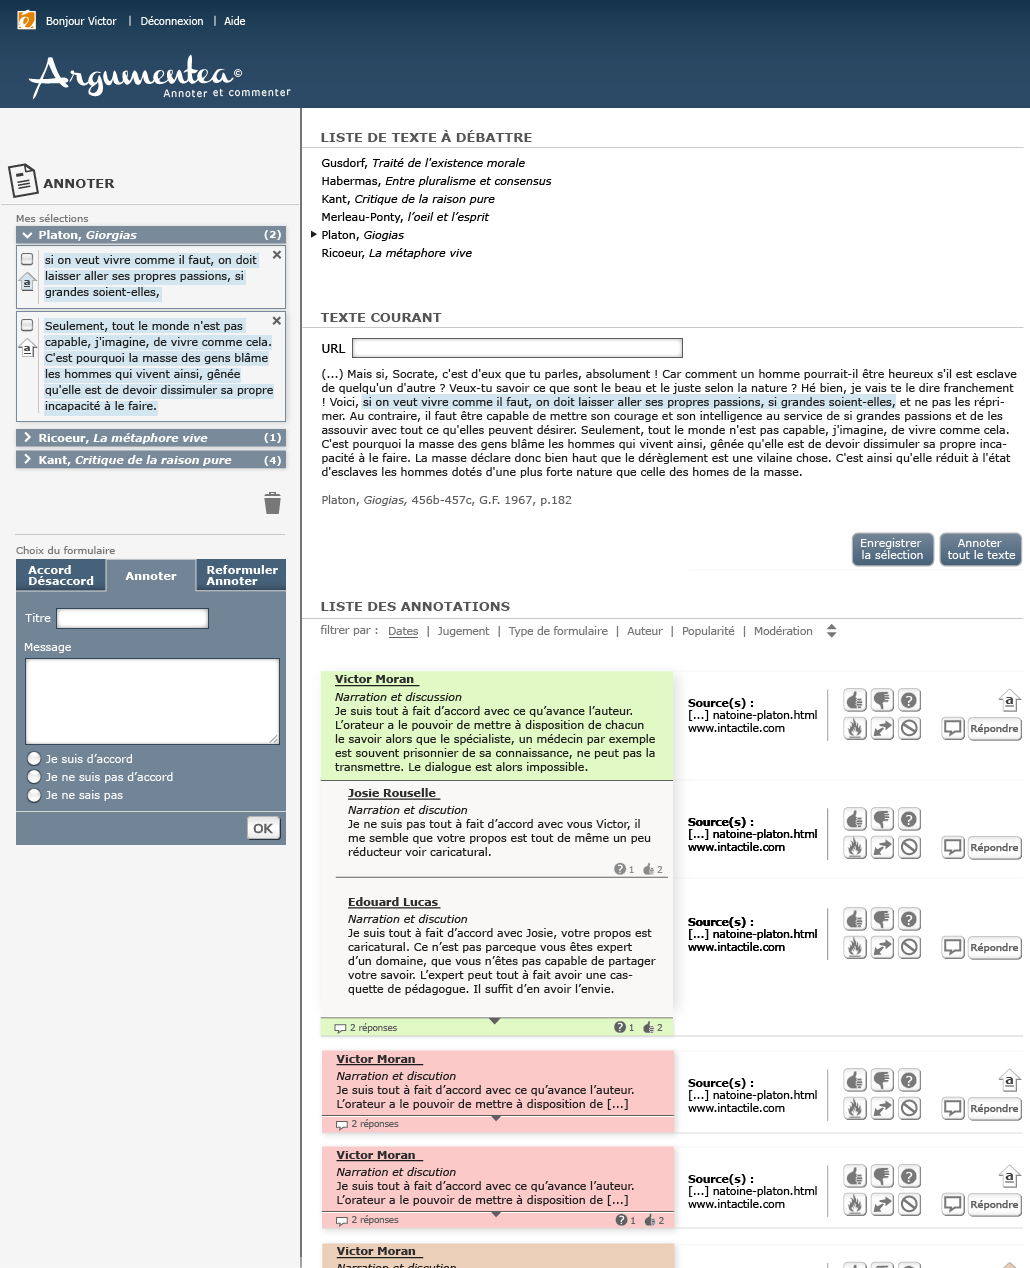 Bonjour Victor | Déconnexion | Aide
Argumentea©
Annoter et commenter
ANNOTER
Mes sélections
Platon, Giorgias (2)
si on veut vivre comme il faut, on doit
laisser aller ses propres passions, si
grandes soient-elles,
a
Seulement, tout le monde n'est pas
capable, j'imagine, de vivre comme cela.
C'est pourquoi la masse des gens blâme
les hommes qui vivent ainsi, gênée
qu'elle est de devoir dissimuler sa propre
incapacité à le faire.
a
Ricoeur, La métaphore vive (1)
Kant, Critique de la raison pure (4)
Choix du formulaire
Accord
Désaccord
Annoter
Reformuler
Annoter
Titre
Message
Je suis d’accord
Je ne suis pas d’accord
Je ne sais pas
OK
LISTE DE TEXTE À DÉBATTRE
Gusdorf, Traité de l'existence morale
Habermas, Entre pluralisme et consensus
Kant, Critique de la raison pure
Merleau-Ponty, l’oeil et l’esprit
Platon, Giogias
Ricoeur, La métaphore vive
TEXTE COURANT
URL
(...) Mais si, Socrate, c'est d'eux que tu parles, absolument ! Car comment un homme pourrait-il être heureux s'il est esclave
de quelqu'un d'autre ? Veux-tu savoir ce que sont le beau et le juste selon la nature ? Hé bien, je vais te le dire franchement
! Voici, si on veut vivre comme il faut, on doit laisser aller ses propres passions, si grandes soient-elles, et ne pas les répri-
mer. Au contraire, il faut être capable de mettre son courage et son intelligence au service de si grandes passions et de les
assouvir avec tout ce qu'elles peuvent désirer. Seulement, tout le monde n'est pas capable, j'imagine, de vivre comme cela.
C'est pourquoi la masse des gens blâme les hommes qui vivent ainsi, gênée qu'elle est de devoir dissimuler sa propre inca-
pacité à le faire. La masse déclare donc bien haut que le dérèglement est une vilaine chose. C'est ainsi qu'elle réduit à l'état
d'esclaves les hommes dotés d'une plus forte nature que celle des homes de la masse.
Platon, Giogias, 456b-457c, G.F. 1967, p.182
Enregistrer
la sélection
Annoter
tout le texte
LISTE DES ANNOTATIONS
filtrer par : Dates | Jugement | Type de formulaire | Auteur | Popularité | Modération
Victor Moran
Narration et discussion
Je suis tout à fait d’accord avec ce qu’avance l’auteur.
L’orateur a le pouvoir de mettre à disposition de chacun
le savoir alors que le spécialiste, un médecin par exemple
est souvent prisonnier de sa connaissance, ne peut pas la
transmettre. Le dialogue est alors impossible.
Source(s) :
[...] natoine-platon.html
www.intactile.com
?
a
Répondre
Josie Rouselle
Narration et discution
Je ne suis pas tout à fait d’accord avec vous Victor, il
me semble que votre propos est tout de même un peu
réducteur voir caricatural.
? 1 2
Source(s) :
[...] natoine-platon.html
www.intactile.com
?
Répondre
Edouard Lucas
Narration et discution
Je suis tout à fait d’accord avec Josie, votre propos est
caricatural. Ce n’est pas parceque vous êtes expert
d’un domaine, que vous n’êtes pas capable de partager
votre savoir. L’expert peut tout à fait avoir une cas-
quette de pédagogue. Il suffit d’en avoir l’envie.
Source(s) :
[...] natoine-platon.html
www.intactile.com
?
Répondre
2 réponses ? 1 2
Victor Moran
Narration et discution
Je suis tout à fait d’accord avec ce qu’avance l’auteur.
L’orateur a le pouvoir de mettre à disposition de [...]
2 réponses
Source(s) :
[...] natoine-platon.html
www.intactile.com
?
a
Répondre
Victor Moran
Narration et discution
Je suis tout à fait d’accord avec ce qu’avance l’auteur.
L’orateur a le pouvoir de mettre à disposition de [...]
2 réponses ? 1 2
Source(s) :
[...] natoine-platon.html
www.intactile.com
?
a
Répondre
Victor Moran
Narration et discution